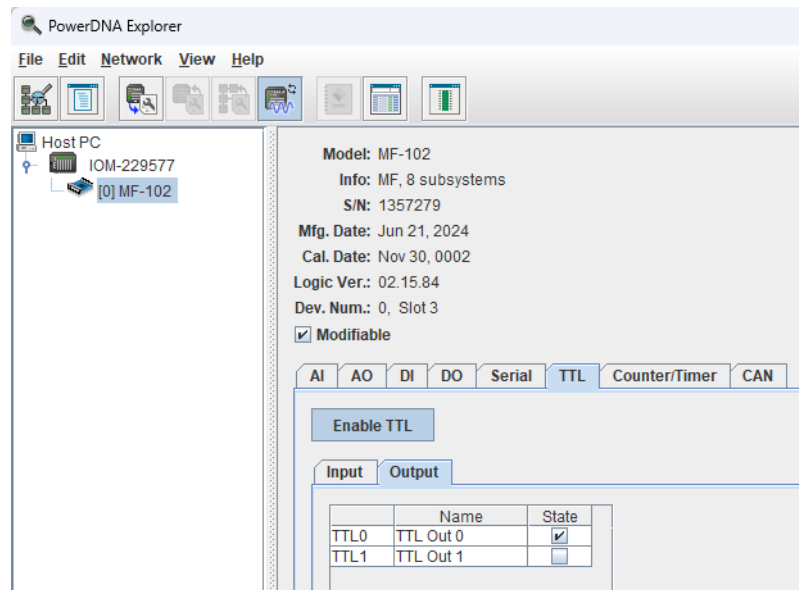 PowerDNA Explorer
File Edit Network View Help
Host PC
IOM-229577
[0] MF-102
Model: MF-102
Info: MF, 8 subsystems
S/N: 1357279
Mfg. Date: Jun 21, 2024
Cal. Date: Nov 30, 0002
Logic Ver.: 02.15.84
Dev. Num.: 0, Slot 3
Modifiable
AI AO DI DO Serial TTL Counter/Timer CAN
Enable TTL
Input Output
Name State
TTL0 TTL Out 0
TTL1 TTL Out 1